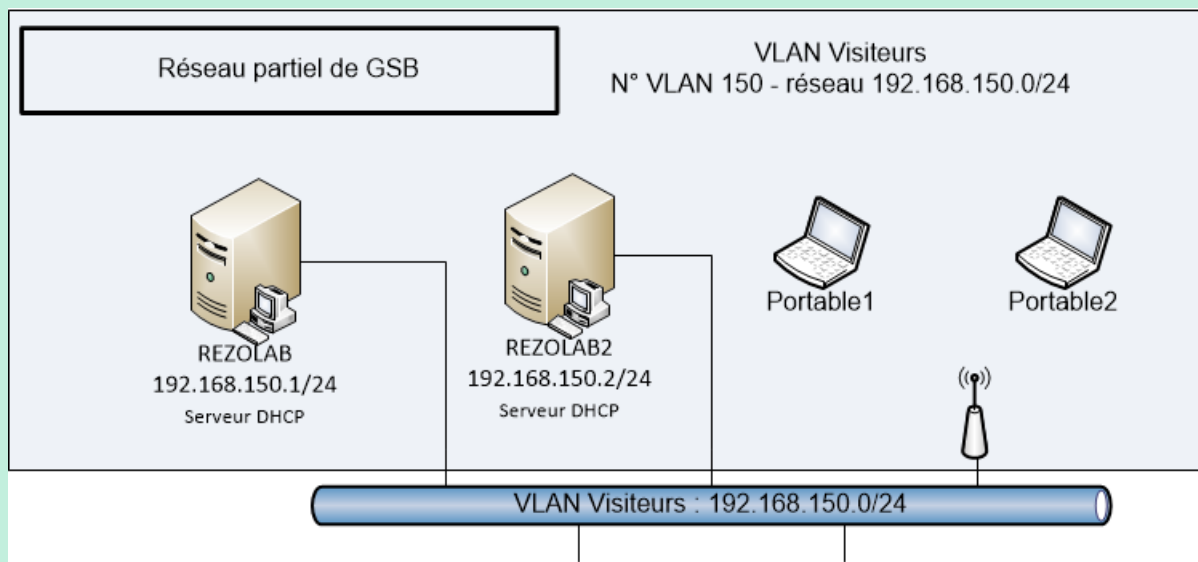 Réseau partiel de GSB
VLAN Visiteurs
N° VLAN 150 - réseau 192.168.150.0/24
REZOLAB
192.168.150.1/24
Serveur DHCP
REZOLAB2
192.168.150.2/24
Serveur DHCP
Portable1
Portable2
VLAN Visiteurs : 192.168.150.0/24